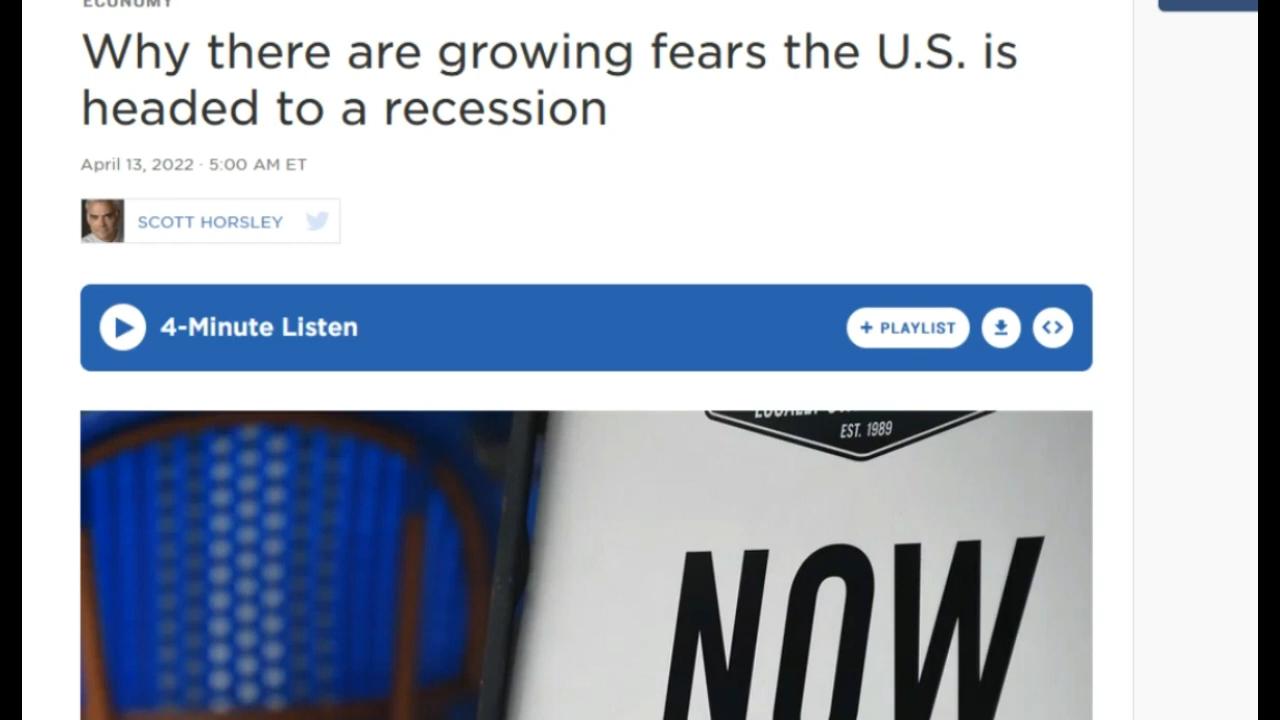 ECONOMY
Why there are growing fears the U.S. is
headed to a recession
April 13, 2022 · 5:00 AM ET
SCOTT HORSLEY
4-Minute Listen
+ PLAYLIST
EST. 1989
NOW